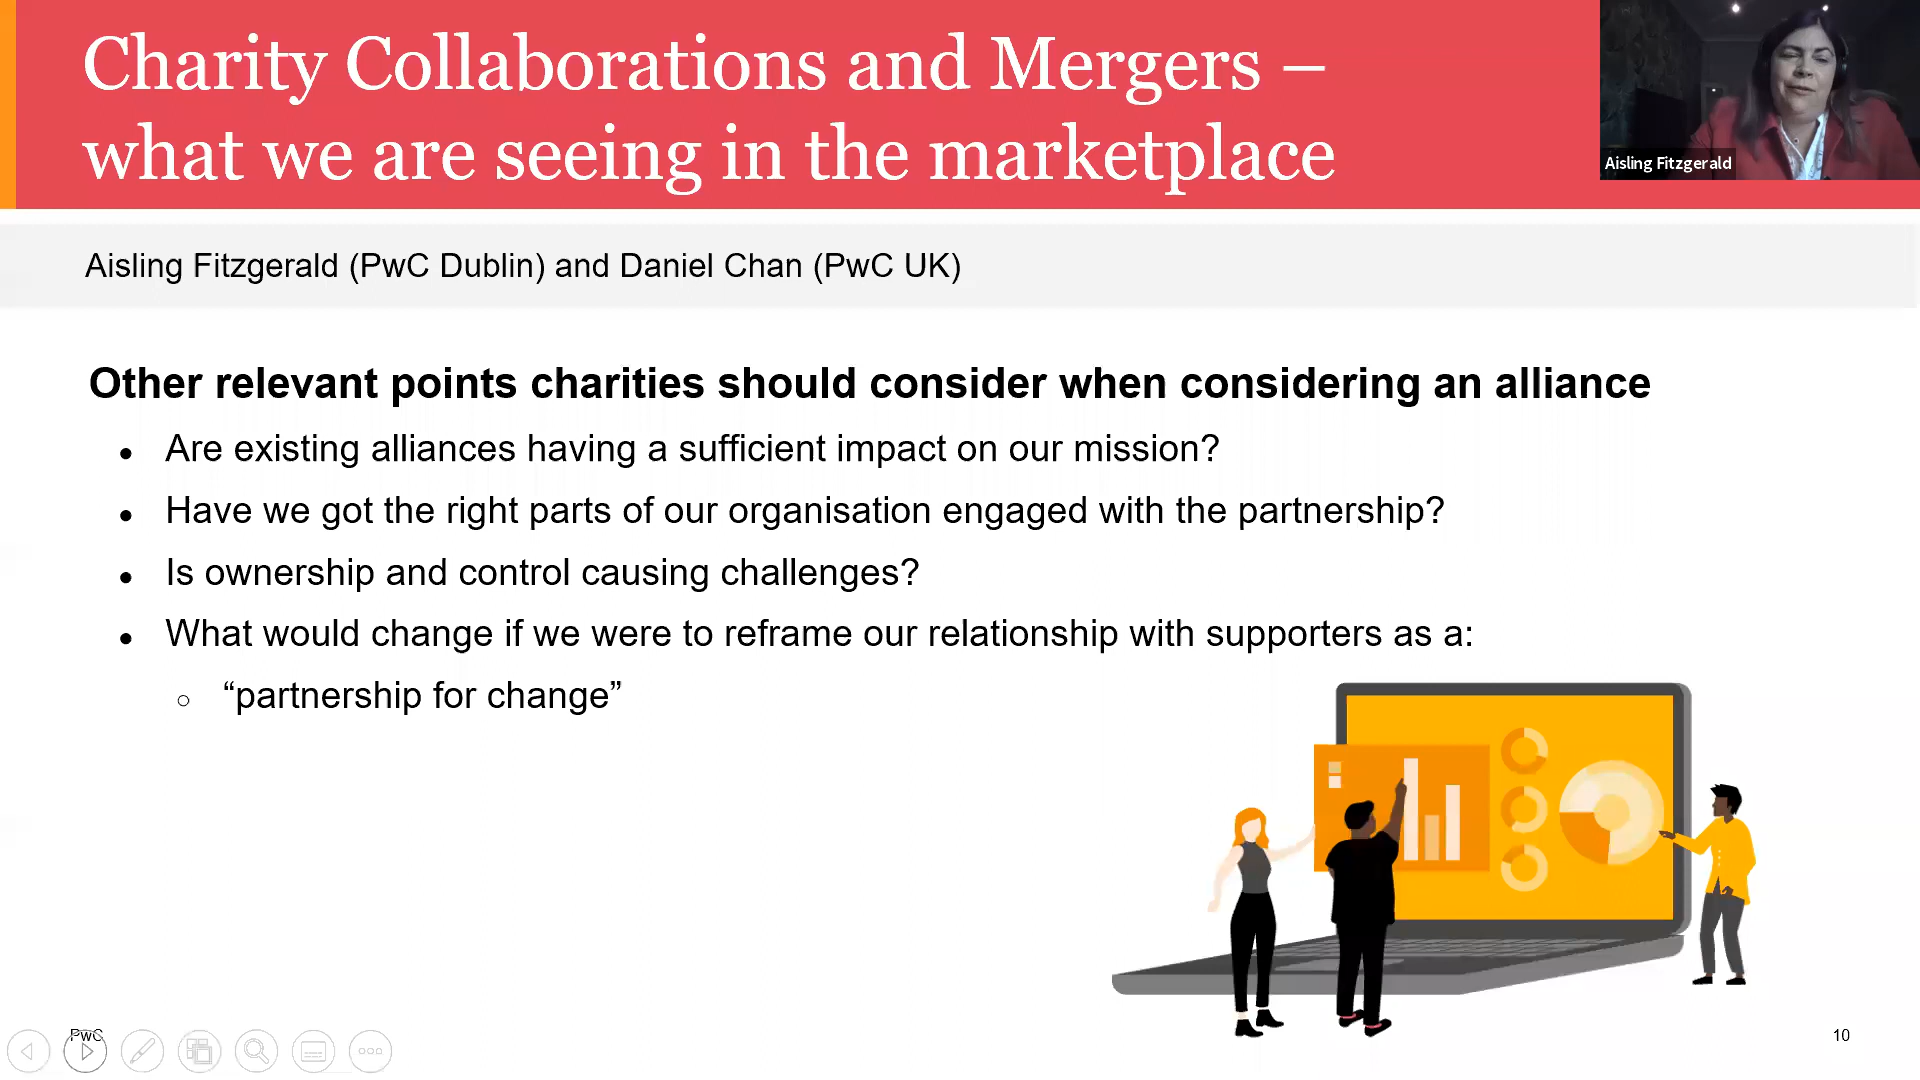 Charity Collaborations and Mergers –
what we are seeing in the marketplace
Aisling Fitzgerald
Aisling Fitzgerald (PwC Dublin) and Daniel Chan (PwC UK)
Other relevant points charities should consider when considering an alliance
● Are existing alliances having a sufficient impact on our mission?
● Have we got the right parts of our organisation engaged with the partnership?
● Is ownership and control causing challenges?
● What would change if we were to reframe our relationship with supporters as a:
○ “partnership for change”
PwC
10